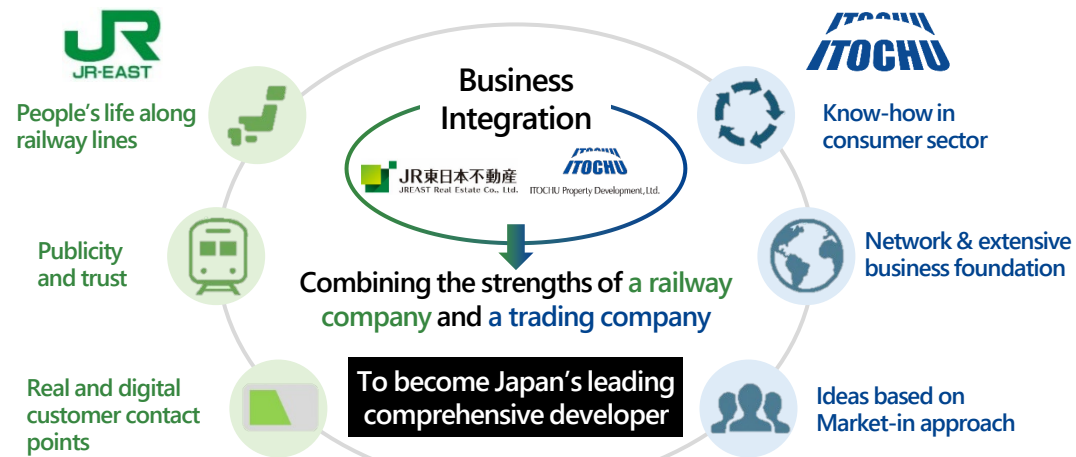 JR
JR-EAST
ITOCHU
ITOCHU
Business
Integration
People's life along
railway lines
Know-how in
consumer sector
JR東日本不動産
JREAST Real Estate Co., Ltd.
ITOCHU
ITOCHU
ITOCHU Property Development, Ltd.
Publicity
and trust
Network & extensive
business foundation
Combining the strengths of a railway
company and a trading company
Real and digital
customer contact
points
To become Japan's leading
comprehensive developer
Ideas based on
Market-in approach